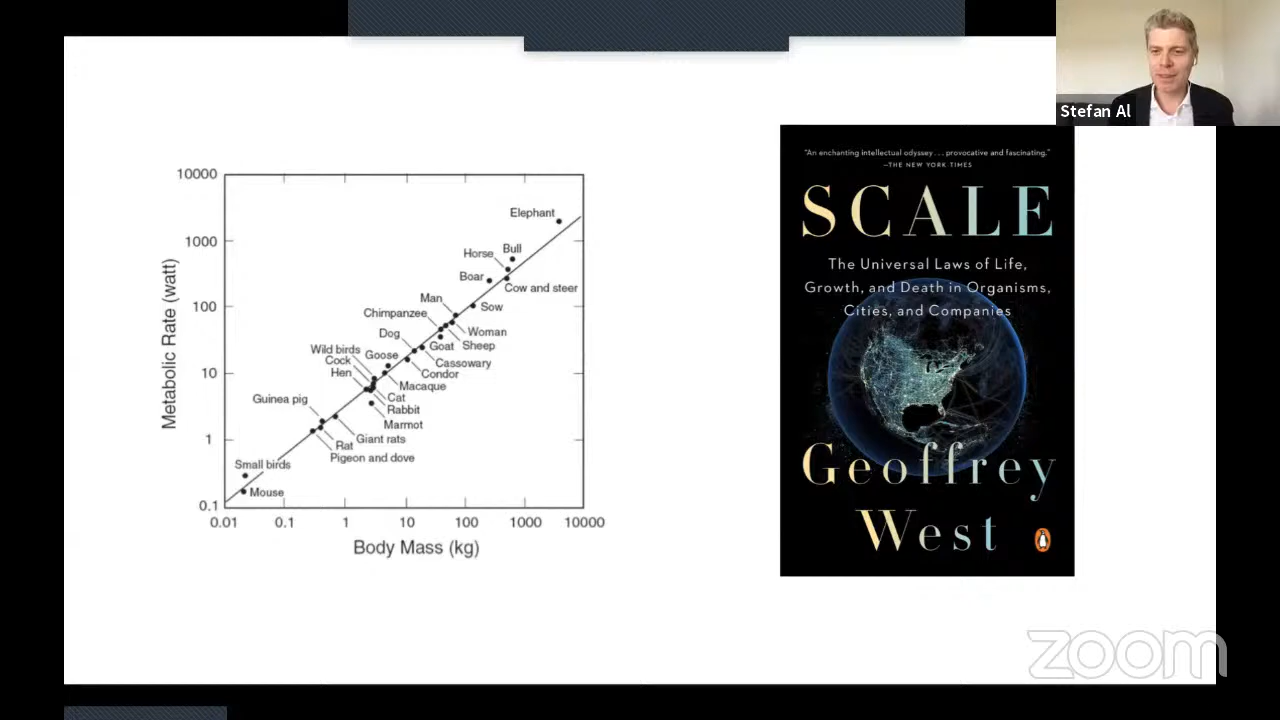 Stefan Al
10000
1000
100
10
1
0.1
Metabolic Rate (watt)
Elephant
Bull
Horse
Boar
Cow and steer
Man
Sow
Chimpanzee
Woman
Dog
Goat
Sheep
Wild birds
Goose
Cassowary
Cock
Condor
Hen
Macaque
Cat
Guinea pig
Rabbit
Marmot
Giant rats
Rat
Pigeon and dove
Small birds
Mouse
0.01 0.1 1 10 100 1000 10000
Body Mass (kg)
"An enchanting intellectual odyssey . . . provocative and fascinating."
—THE NEW YORK TIMES
SCALE
The Universal Laws of Life,
Growth, and Death in Organisms,
Cities, and Companies
Geoffrey
West
zoom